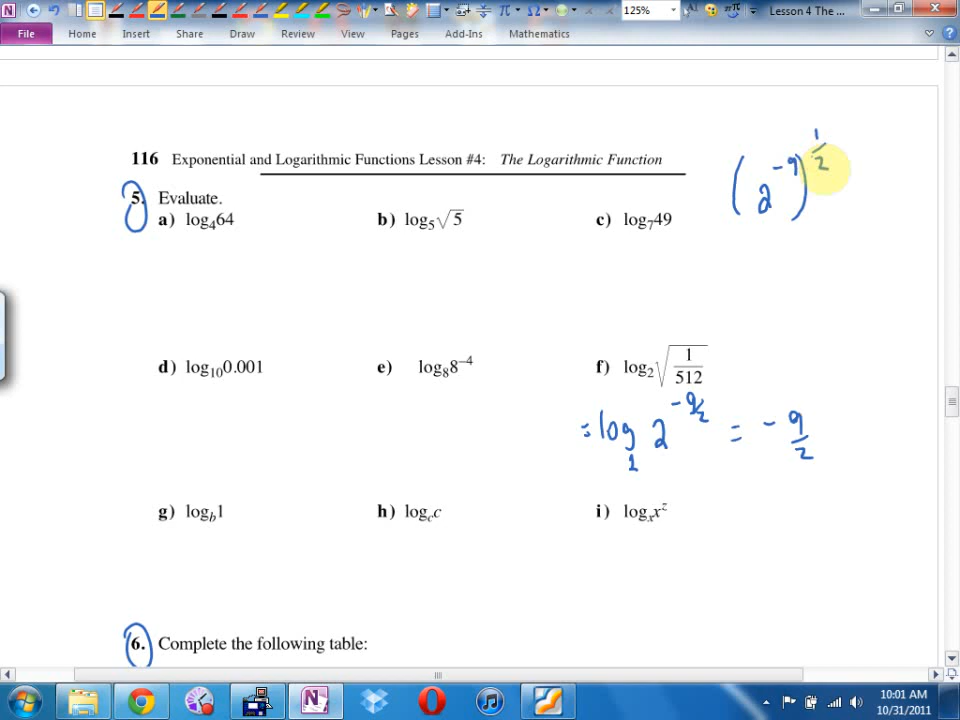 125% Lesson 4 The ...
File Home Insert Share Draw Review View Pages Add-Ins Mathematics
116 Exponential and Logarithmic Functions Lesson #4: The Logarithmic Function
(2⁻⁹)^(1/2)
5. Evaluate.
a) log₄64 b) log₅√5 c) log₇49
d) log₁₀0.001 e) log₈8⁻⁴ f) log₂√(1/512)
= log₂ 2^(-9/2) = -9/2
g) log_b1 h) log_c c i) log_x x^z
6. Complete the following table:
10:01 AM
10/31/2011